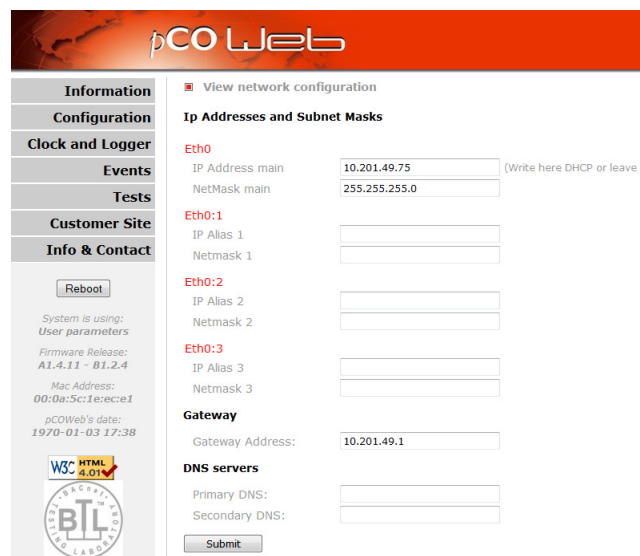 pCO Web
Information
Configuration
Clock and Logger
Events
Tests
Customer Site
Info & Contact
Reboot
System is using:
User parameters
Firmware Release:
A1.4.11 - B1.2.4
Mac Address:
00:0a:5c:1e:ec:e1
pCOWeb's date:
1970-01-03 17:38
W3C HTML 4.01
BACnet
TESTING LABORATORY
BTL
TM
View network configuration
Ip Addresses and Subnet Masks
Eth0
IP Address main 10.201.49.75 (Write here DHCP or leave
NetMask main 255.255.255.0
Eth0:1
IP Alias 1
Netmask 1
Eth0:2
IP Alias 2
Netmask 2
Eth0:3
IP Alias 3
Netmask 3
Gateway
Gateway Address: 10.201.49.1
DNS servers
Primary DNS:
Secondary DNS:
Submit